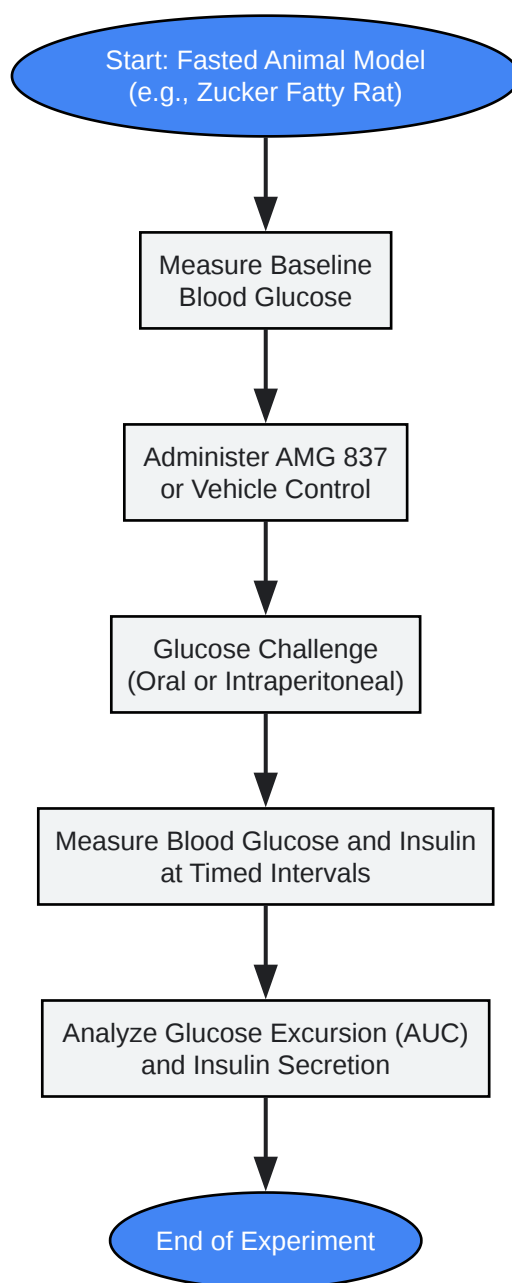 Start: Fasted Animal Model
(e.g., Zucker Fatty Rat)
Measure Baseline
Blood Glucose
Administer AMG 837
or Vehicle Control
Glucose Challenge
(Oral or Intraperitoneal)
Measure Blood Glucose and Insulin
at Timed Intervals
Analyze Glucose Excursion (AUC)
and Insulin Secretion
End of Experiment